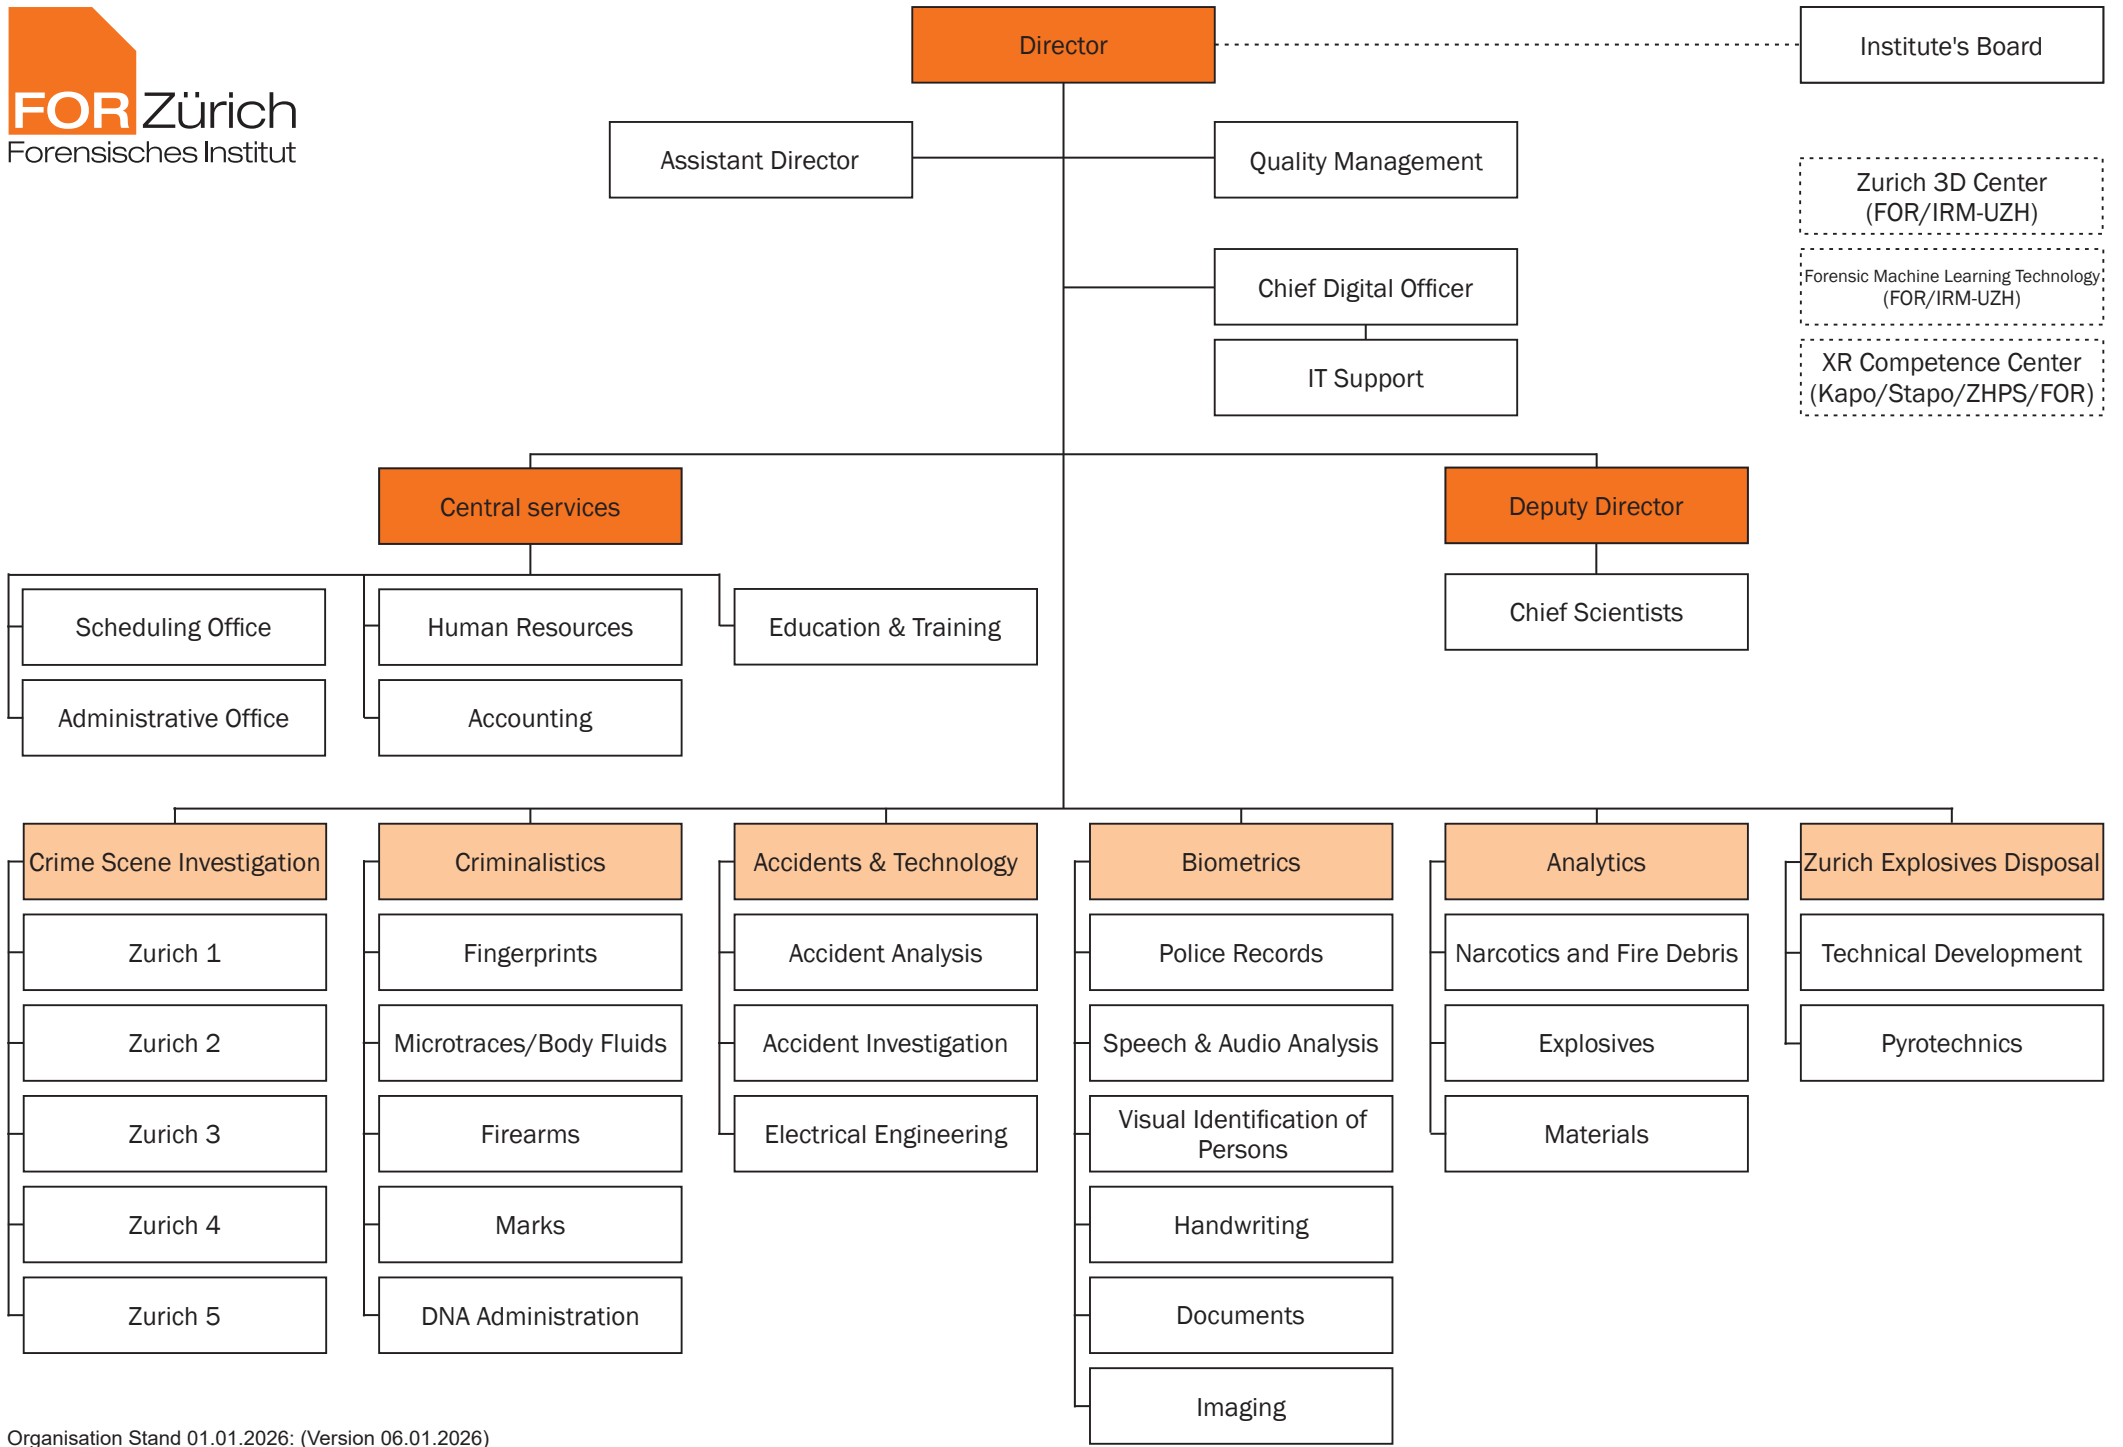 FOR Zürich
Forensisches Institut
Director
Institute's Board
Assistant Director
Quality Management
Zurich 3D Center
(FOR/IRM-UZH)
Chief Digital Officer
Forensic Machine Learning Technology
(FOR/IRM-UZH)
IT Support
XR Competence Center
(Kapo/Stapo/ZHPS/FOR)
Central services
Deputy Director
Scheduling Office
Human Resources
Education & Training
Chief Scientists
Administrative Office
Accounting
Crime Scene Investigation
Criminalistics
Accidents & Technology
Biometrics
Analytics
Zurich Explosives Disposal
Zurich 1
Fingerprints
Accident Analysis
Police Records
Narcotics and Fire Debris
Technical Development
Zurich 2
Microtraces/Body Fluids
Accident Investigation
Speech & Audio Analysis
Explosives
Pyrotechnics
Zurich 3
Firearms
Electrical Engineering
Visual Identification of
Persons
Materials
Zurich 4
Marks
Handwriting
Zurich 5
DNA Administration
Documents
Imaging
Organisation Stand 01.01.2026: (Version 06.01.2026)